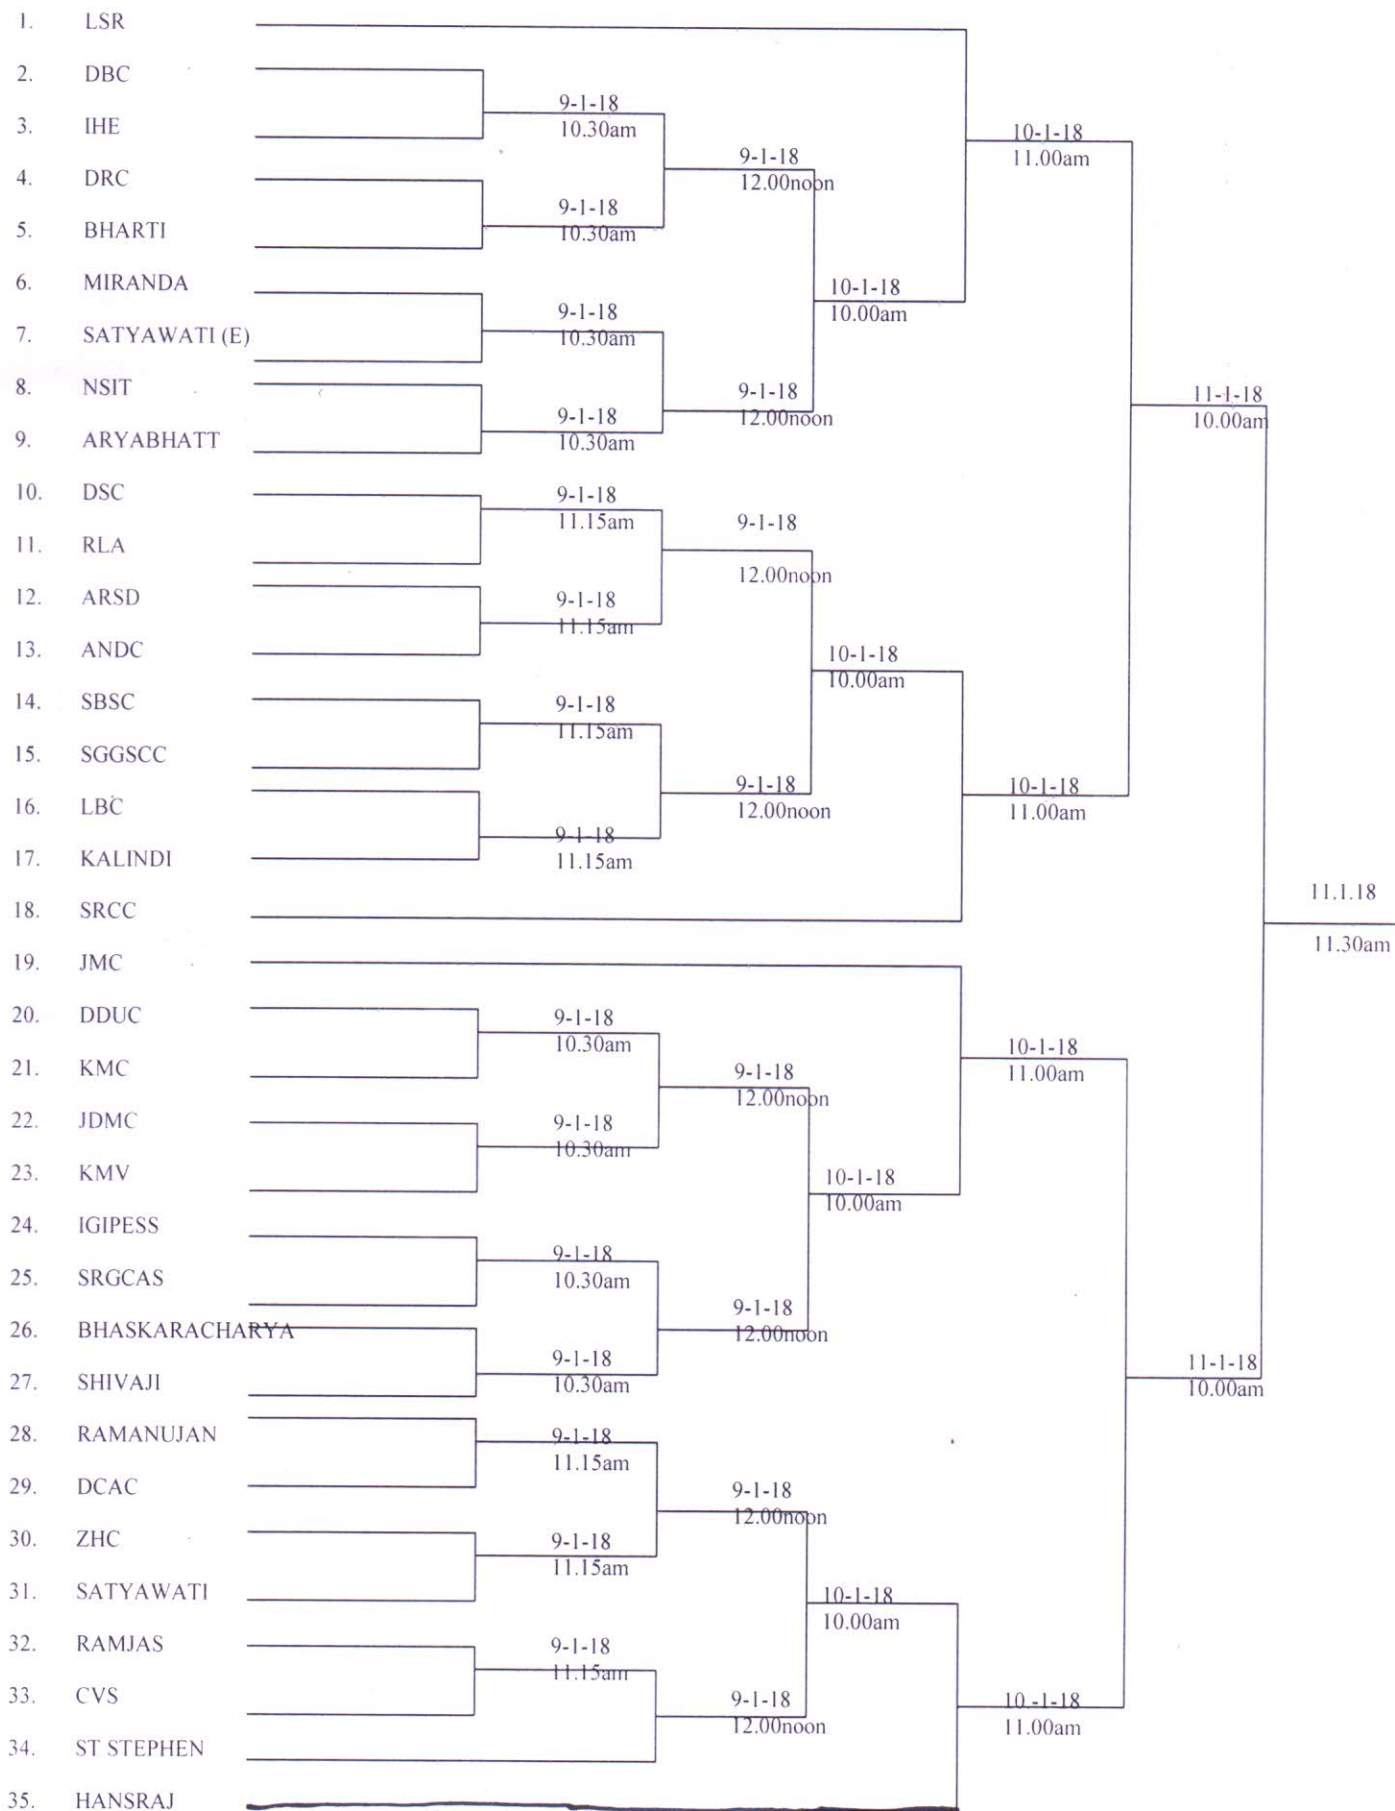 1. LSR
2. DBC
9-1-18
3. IHE
10.30am
10-1-18
9-1-18
11.00am
4. DRC
12.00noon
9-1-18
5. BHARTI
10.30am
6. MIRANDA
10-1-18
9-1-18
10.00am
7. SATYAWATI (E)
10.30am
8. NSIT
9-1-18
11-1-18
9-1-18
12.00noon
10.00am
9. ARYABHATT
10.30am
10. DSC
9-1-18
11.15am
9-1-18
11. RLA
12.00noon
12. ARSD
9-1-18
11.15am
13. ANDC
10-1-18
10.00am
14. SBSC
9-1-18
11.15am
15. SGGSCC
9-1-18
10-1-18
16. LBC
12.00noon
11.00am
9-1-18
17. KALINDI
11.15am
11.1.18
18. SRCC
11.30am
19. JMC
20. DDUC
9-1-18
10.30am
10-1-18
21. KMC
9-1-18
11.00am
12.00noon
22. JDMC
9-1-18
10.30am
23. KMV
10-1-18
10.00am
24. IGIPESS
9-1-18
25. SRGCAS
10.30am
9-1-18
26. BHASKARACHARYA
12.00noon
9-1-18
11-1-18
27. SHIVAJI
10.30am
10.00am
28. RAMANUJAN
9-1-18
11.15am
29. DCAC
9-1-18
12.00noon
30. ZHC
9-1-18
11.15am
31. SATYAWATI
10-1-18
10.00am
32. RAMJAS
9-1-18
11.15am
33. CVS
9-1-18
10.-1-18
12.00noon
11.00am
34. ST STEPHEN
35. HANSRAJ